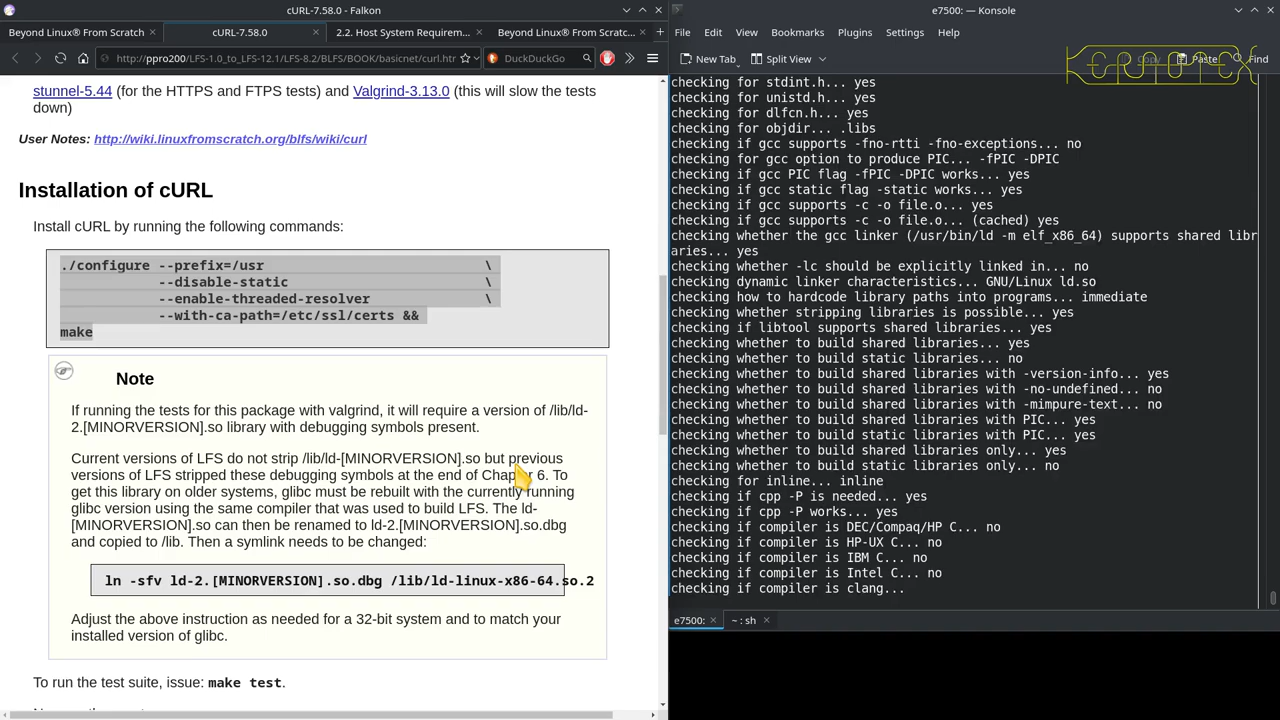 cURL-7.58.0 - Falkon
Beyond Linux® From Scratch
cURL-7.58.0
2.2. Host System Requirem...
Beyond Linux® From Scratc...
http://ppro200/LFS-1.0_to_LFS-12.1/LFS-8.2/BLFS/BOOK/basicnet/curl.htr
DuckDuckGo
stunnel-5.44 (for the HTTPS and FTPS tests) and Valgrind-3.13.0 (this will slow the tests
down)
User Notes: http://wiki.linuxfromscratch.org/blfs/wiki/curl
Installation of cURL
Install cURL by running the following commands:
./configure --prefix=/usr \
--disable-static \
--enable-threaded-resolver \
--with-ca-path=/etc/ssl/certs &&
make
Note
If running the tests for this package with valgrind, it will require a version of /lib/ld-
2.[MINORVERSION].so library with debugging symbols present.
Current versions of LFS do not strip /lib/ld-[MINORVERSION].so but previous
versions of LFS stripped these debugging symbols at the end of Chapter 6. To
get this library on older systems, glibc must be rebuilt with the currently running
glibc version using the same compiler that was used to build LFS. The ld-
[MINORVERSION].so can then be renamed to ld-2.[MINORVERSION].so.dbg
and copied to /lib. Then a symlink needs to be changed:
ln -sfv ld-2.[MINORVERSION].so.dbg /lib/ld-linux-x86-64.so.2
Adjust the above instruction as needed for a 32-bit system and to match your
installed version of glibc.
To run the test suite, issue: make test.
e7500: — Konsole
File Edit View Bookmarks Plugins Settings Help
New Tab Split View Copy Paste Find
checking for stdint.h... yes
checking for unistd.h... yes
checking for dlfcn.h... yes
checking for objdir... .libs
checking if gcc supports -fno-rtti -fno-exceptions... no
checking for gcc option to produce PIC... -fPIC -DPIC
checking if gcc PIC flag -fPIC -DPIC works... yes
checking if gcc static flag -static works... yes
checking if gcc supports -c -o file.o... yes
checking if gcc supports -c -o file.o... (cached) yes
checking whether the gcc linker (/usr/bin/ld -m elf_x86_64) supports shared libr
aries... yes
checking whether -lc should be explicitly linked in... no
checking dynamic linker characteristics... GNU/Linux ld.so
checking how to hardcode library paths into programs... immediate
checking whether stripping libraries is possible... yes
checking if libtool supports shared libraries... yes
checking whether to build shared libraries... yes
checking whether to build static libraries... no
checking whether to build shared libraries with -version-info... yes
checking whether to build shared libraries with -no-undefined... no
checking whether to build shared libraries with -mimpure-text... no
checking whether to build shared libraries with PIC... yes
checking whether to build static libraries with PIC... yes
checking whether to build shared libraries only... yes
checking whether to build static libraries only... no
checking for inline... inline
checking if cpp -P is needed... yes
checking if cpp -P works... yes
checking if compiler is DEC/Compaq/HP C... no
checking if compiler is HP-UX C... no
checking if compiler is IBM C... no
checking if compiler is Intel C... no
checking if compiler is clang...
e7500:
~ : sh